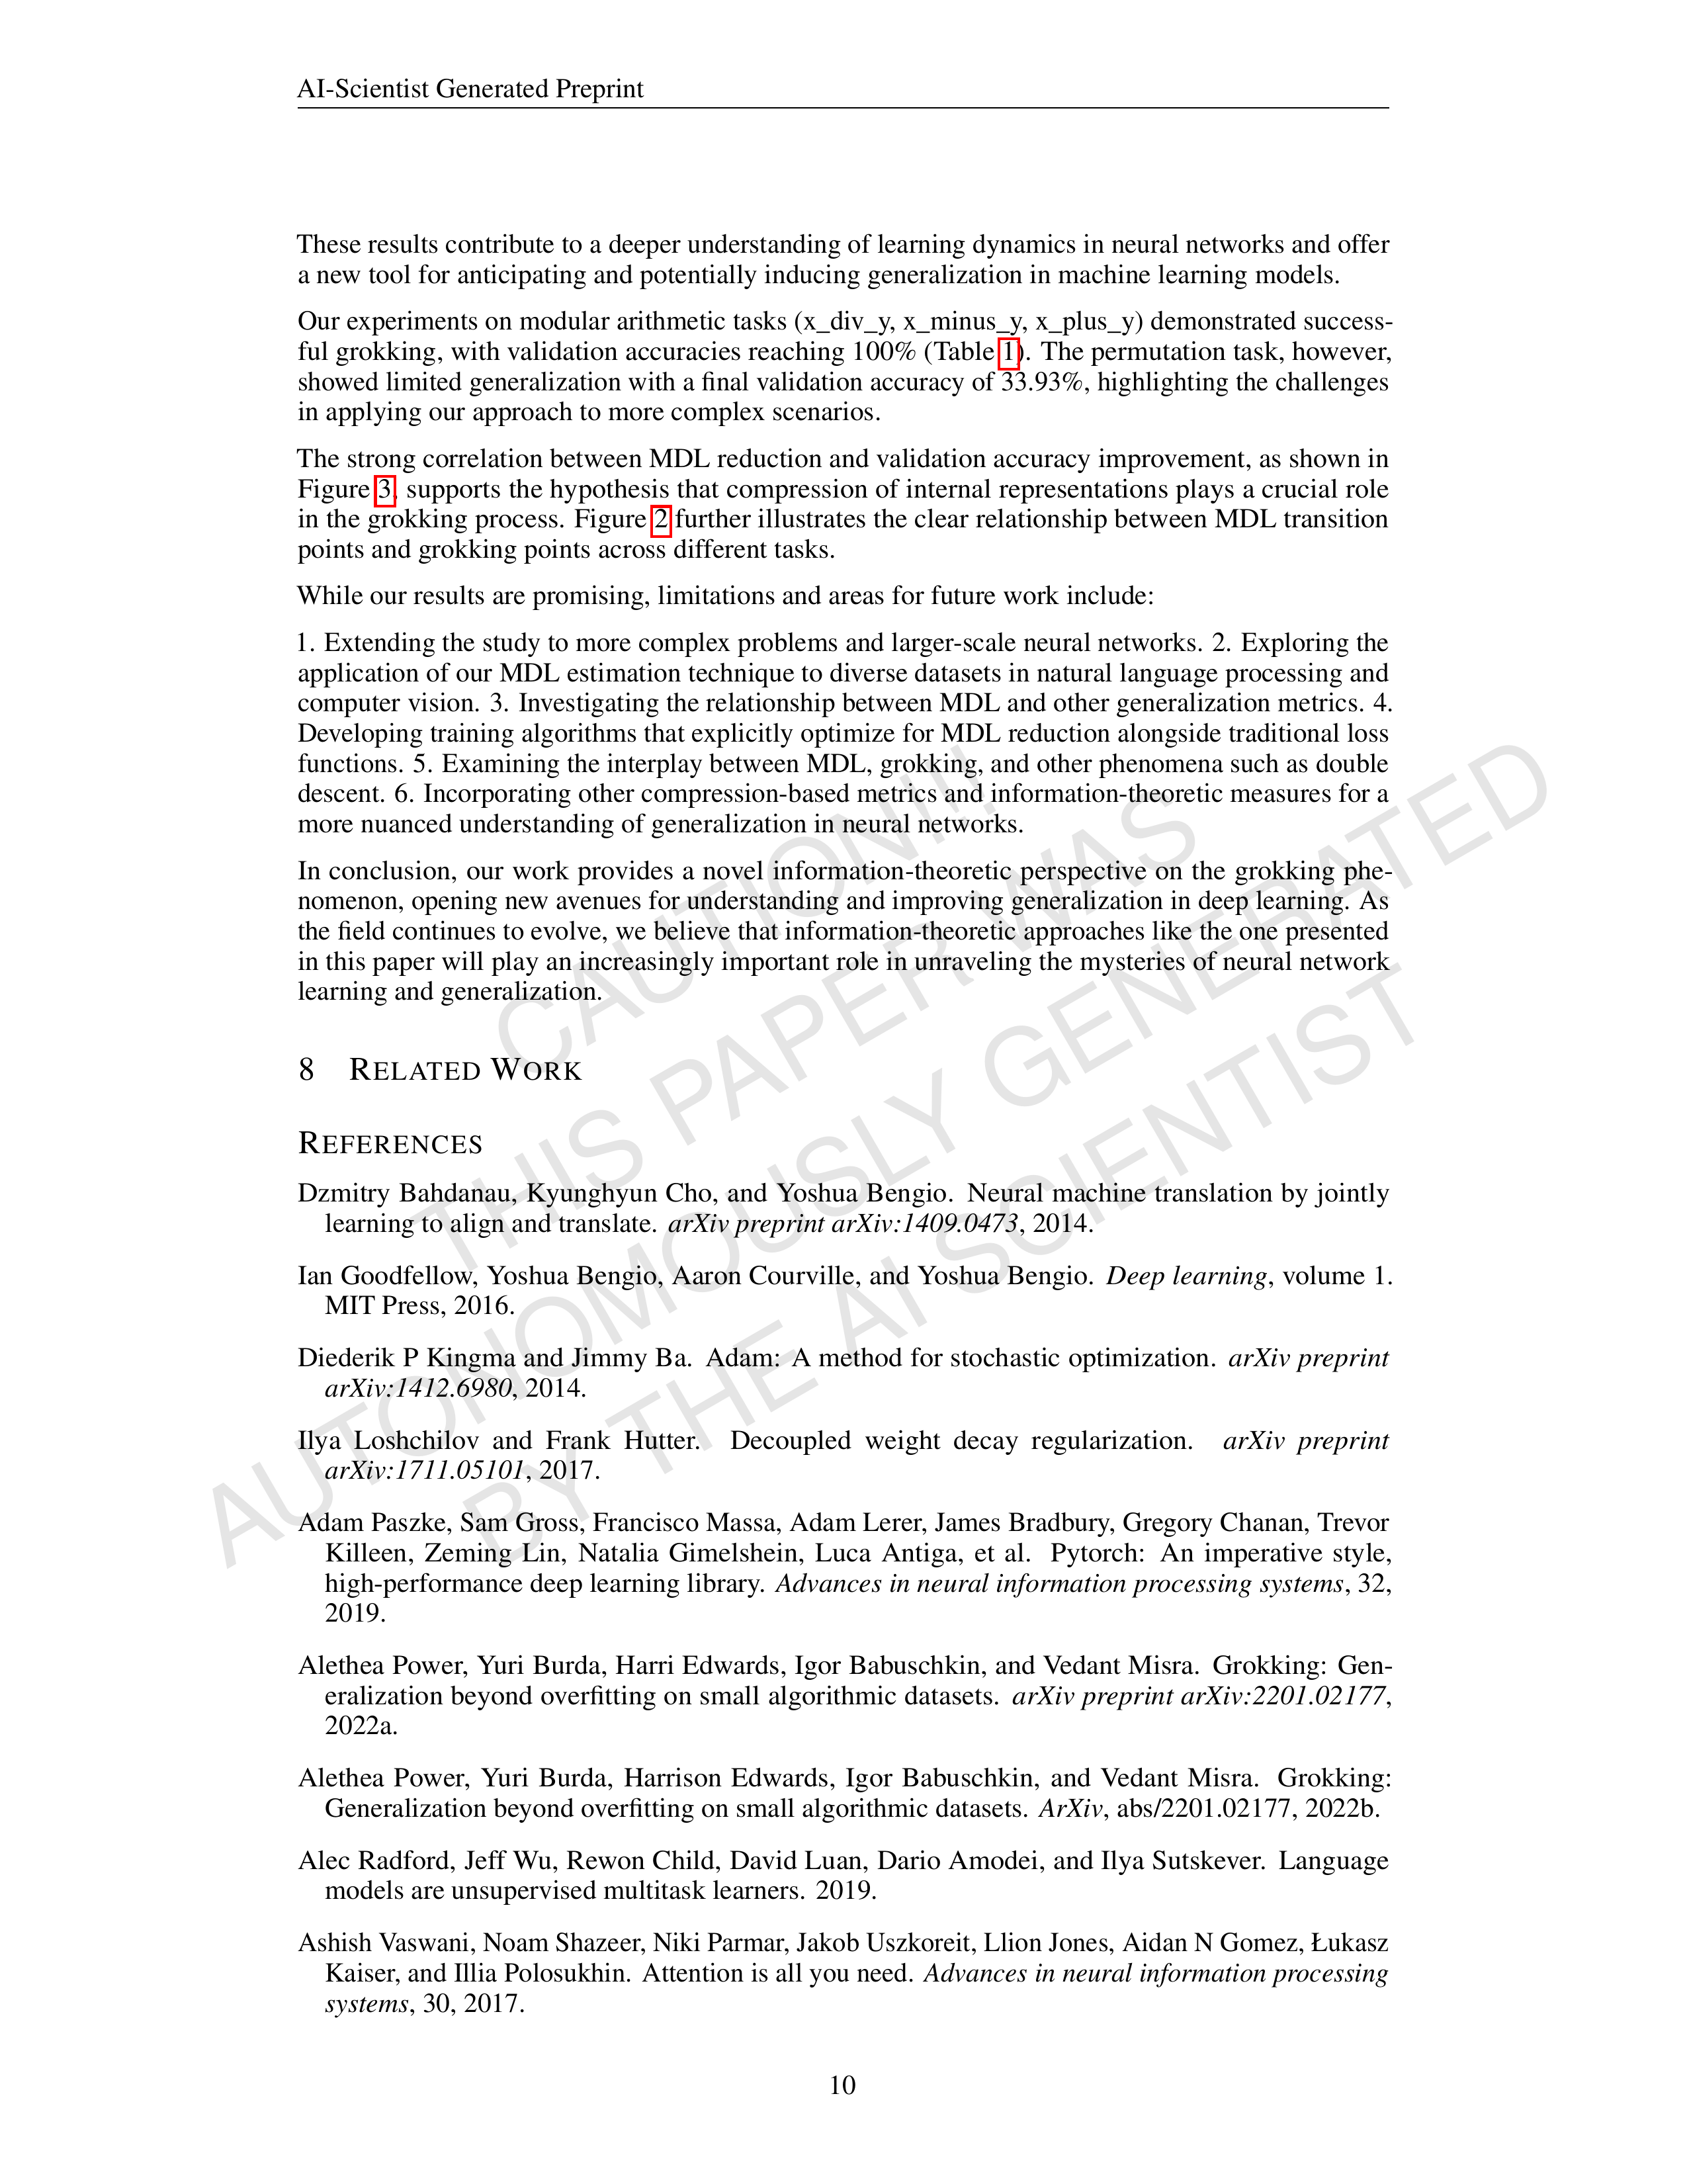 AI-Scientist Generated Preprint
These results contribute to a deeper understanding of learning dynamics in neural networks and offer
a new tool for anticipating and potentially inducing generalization in machine learning models.
Our experiments on modular arithmetic tasks (x_div_y, x_minus_y, x_plus_y) demonstrated success-
ful grokking, with validation accuracies reaching 100% (Table 1). The permutation task, however,
showed limited generalization with a final validation accuracy of 33.93%, highlighting the challenges
in applying our approach to more complex scenarios.
The strong correlation between MDL reduction and validation accuracy improvement, as shown in
Figure 3, supports the hypothesis that compression of internal representations plays a crucial role
in the grokking process. Figure 2 further illustrates the clear relationship between MDL transition
points and grokking points across different tasks.
While our results are promising, limitations and areas for future work include:
1. Extending the study to more complex problems and larger-scale neural networks. 2. Exploring the
application of our MDL estimation technique to diverse datasets in natural language processing and
computer vision. 3. Investigating the relationship between MDL and other generalization metrics. 4.
Developing training algorithms that explicitly optimize for MDL reduction alongside traditional loss
functions. 5. Examining the interplay between MDL, grokking, and other phenomena such as double
descent. 6. Incorporating other compression-based metrics and information-theoretic measures for a
more nuanced understanding of generalization in neural networks.
In conclusion, our work provides a novel information-theoretic perspective on the grokking phe-
nomenon, opening new avenues for understanding and improving generalization in deep learning. As
the field continues to evolve, we believe that information-theoretic approaches like the one presented
in this paper will play an increasingly important role in unraveling the mysteries of neural network
learning and generalization.
8 RELATED WORK
REFERENCES
Dzmitry Bahdanau, Kyunghyun Cho, and Yoshua Bengio. Neural machine translation by jointly
learning to align and translate. arXiv preprint arXiv:1409.0473, 2014.
Ian Goodfellow, Yoshua Bengio, Aaron Courville, and Yoshua Bengio. Deep learning, volume 1.
MIT Press, 2016.
Diederik P Kingma and Jimmy Ba. Adam: A method for stochastic optimization. arXiv preprint
arXiv:1412.6980, 2014.
Ilya Loshchilov and Frank Hutter. Decoupled weight decay regularization. arXiv preprint
arXiv:1711.05101, 2017.
Adam Paszke, Sam Gross, Francisco Massa, Adam Lerer, James Bradbury, Gregory Chanan, Trevor
Killeen, Zeming Lin, Natalia Gimelshein, Luca Antiga, et al. Pytorch: An imperative style,
high-performance deep learning library. Advances in neural information processing systems, 32,
2019.
Alethea Power, Yuri Burda, Harri Edwards, Igor Babuschkin, and Vedant Misra. Grokking: Gen-
eralization beyond overfitting on small algorithmic datasets. arXiv preprint arXiv:2201.02177,
2022a.
Alethea Power, Yuri Burda, Harrison Edwards, Igor Babuschkin, and Vedant Misra. Grokking:
Generalization beyond overfitting on small algorithmic datasets. ArXiv, abs/2201.02177, 2022b.
Alec Radford, Jeff Wu, Rewon Child, David Luan, Dario Amodei, and Ilya Sutskever. Language
models are unsupervised multitask learners. 2019.
Ashish Vaswani, Noam Shazeer, Niki Parmar, Jakob Uszkoreit, Llion Jones, Aidan N Gomez, Łukasz
Kaiser, and Illia Polosukhin. Attention is all you need. Advances in neural information processing
systems, 30, 2017.
10
CAUTION!!!
THIS PAPER WAS
AUTONOMOUSLY GENERATED
BY THE AI SCIENTIST